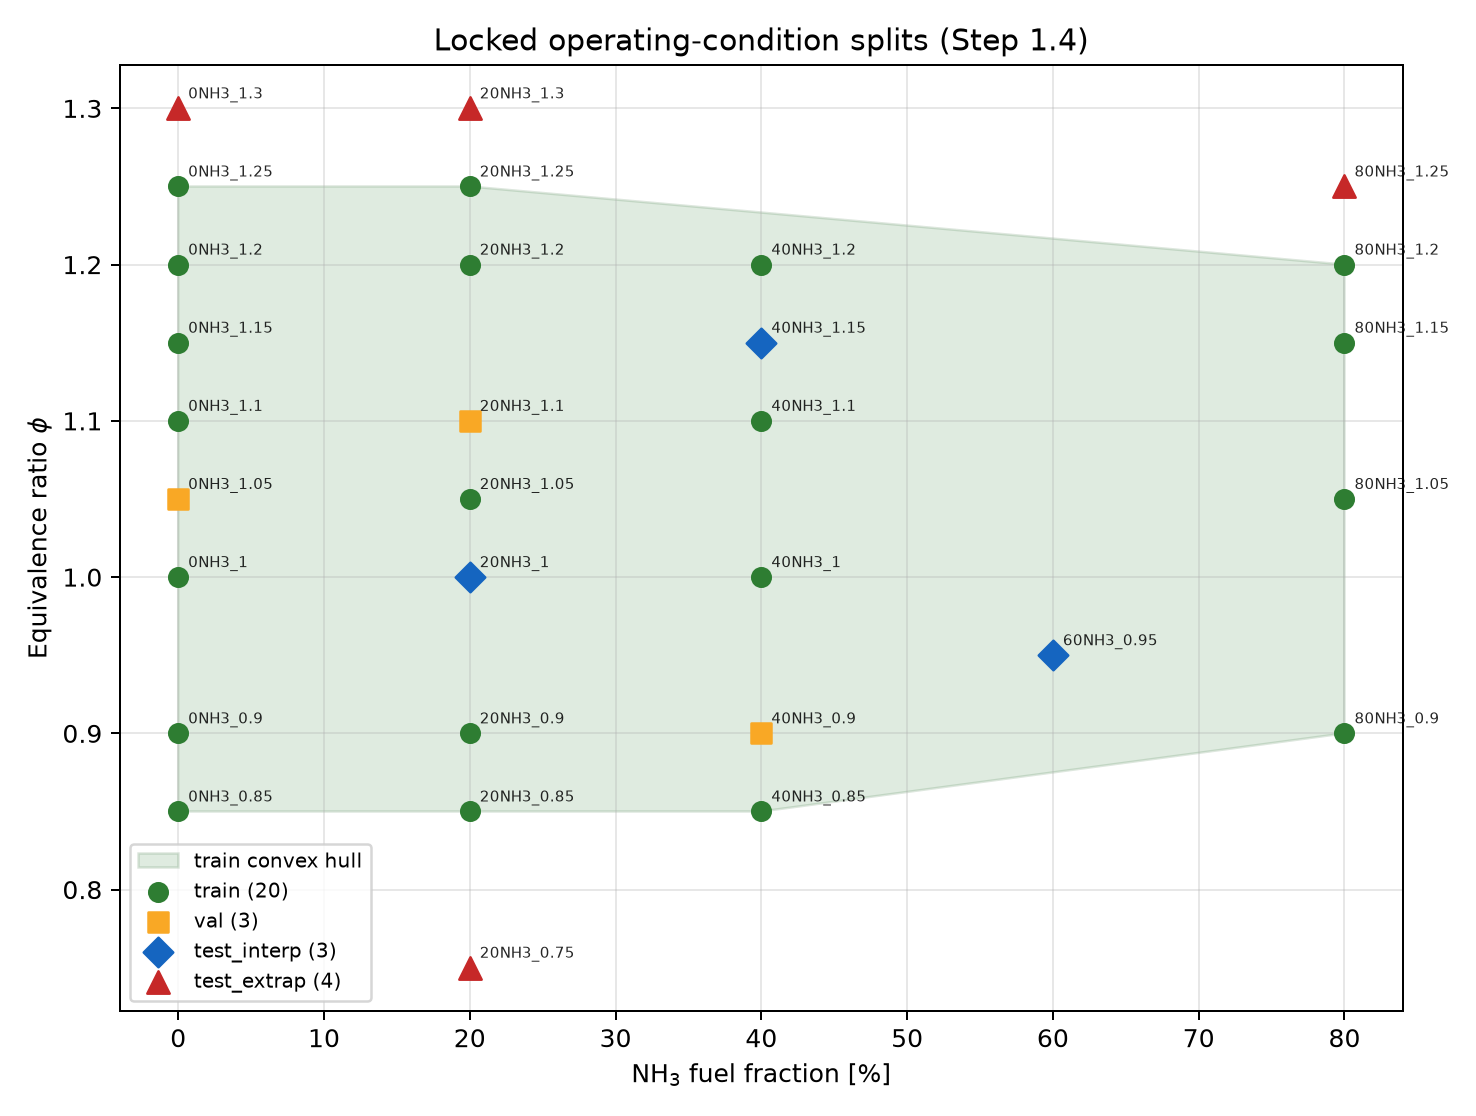 Locked operating-condition splits (Step 1.4)
Equivalence ratio ϕ
1.3
1.2
1.1
1.0
0.9
0.8
0NH3_1.3
20NH3_1.3
0NH3_1.25
20NH3_1.25
80NH3_1.25
0NH3_1.2
20NH3_1.2
40NH3_1.2
80NH3_1.2
0NH3_1.15
40NH3_1.15
80NH3_1.15
0NH3_1.1
20NH3_1.1
40NH3_1.1
0NH3_1.05
20NH3_1.05
80NH3_1.05
0NH3_1
20NH3_1
40NH3_1
60NH3_0.95
0NH3_0.9
20NH3_0.9
40NH3_0.9
80NH3_0.9
0NH3_0.85
20NH3_0.85
40NH3_0.85
20NH3_0.75
train convex hull
train (20)
val (3)
test_interp (3)
test_extrap (4)
0 10 20 30 40 50 60 70 80
NH₃ fuel fraction [%]